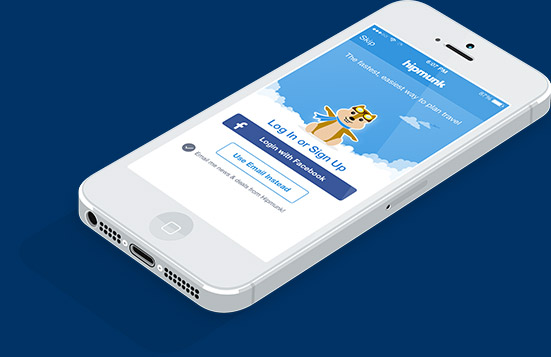 6:07 PM
57%
Skip
hipmunk
The fastest, easiest way to plan travel
Log In or Sign Up
f
Login with Facebook
Use Email Instead
Email me news & deals from Hipmunk!